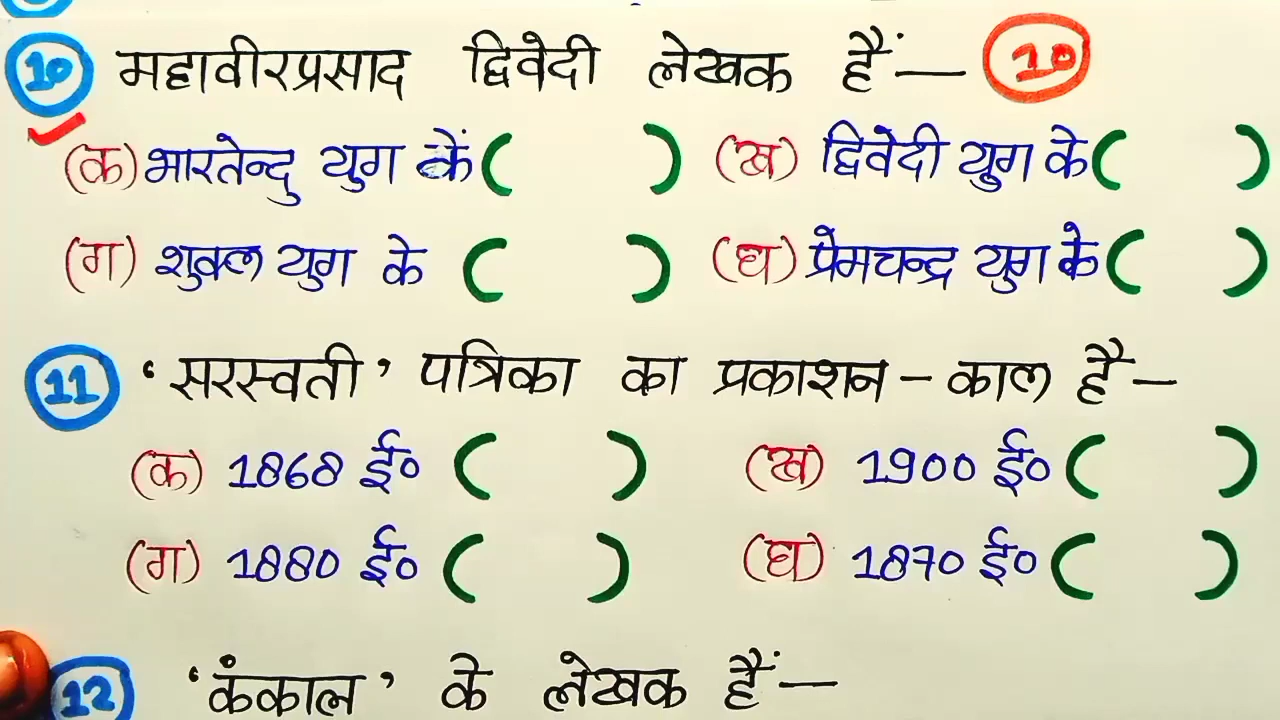 10 महावीरप्रसाद द्विवेदी लेखक हैं— 10
(क) भारतेन्दु युग कें ( ) (ख) द्विवेदी युग के ( )
(ग) शुक्ल युग के ( ) (घ) प्रेमचन्द्र युग के ( )
11 ‘सरस्वती’ पत्रिका का प्रकाशन – काल है —
(क) 1868 ई० ( ) (ख) 1900 ई० ( )
(ग) 1880 ई० ( ) (घ) 1870 ई० ( )
12 ‘कंकाल’ के लेखक हैं—